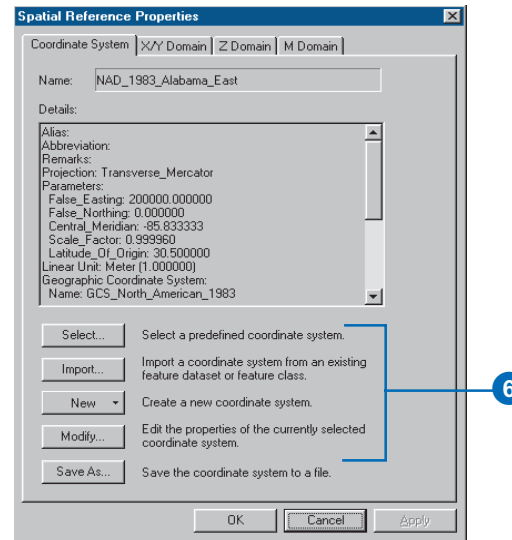 Spatial Reference Properties
Coordinate System X/Y Domain Z Domain M Domain
Name: NAD_1983_Alabama_East
Details:
Alias:
Abbreviation:
Remarks:
Projection: Transverse_Mercator
Parameters:
False_Easting: 200000.000000
False_Northing: 0.000000
Central_Meridian: -85.833333
Scale_Factor: 0.999960
Latitude_Of_Origin: 30.500000
Linear Unit: Meter (1.000000)
Geographic Coordinate System:
Name: GCS_North_American_1983
Select... Select a predefined coordinate system.
Import... Import a coordinate system from an existing
feature dataset or feature class.
New Create a new coordinate system.
Modify... Edit the properties of the currently selected
coordinate system.
Save As... Save the coordinate system to a file.
6
OK Cancel Apply